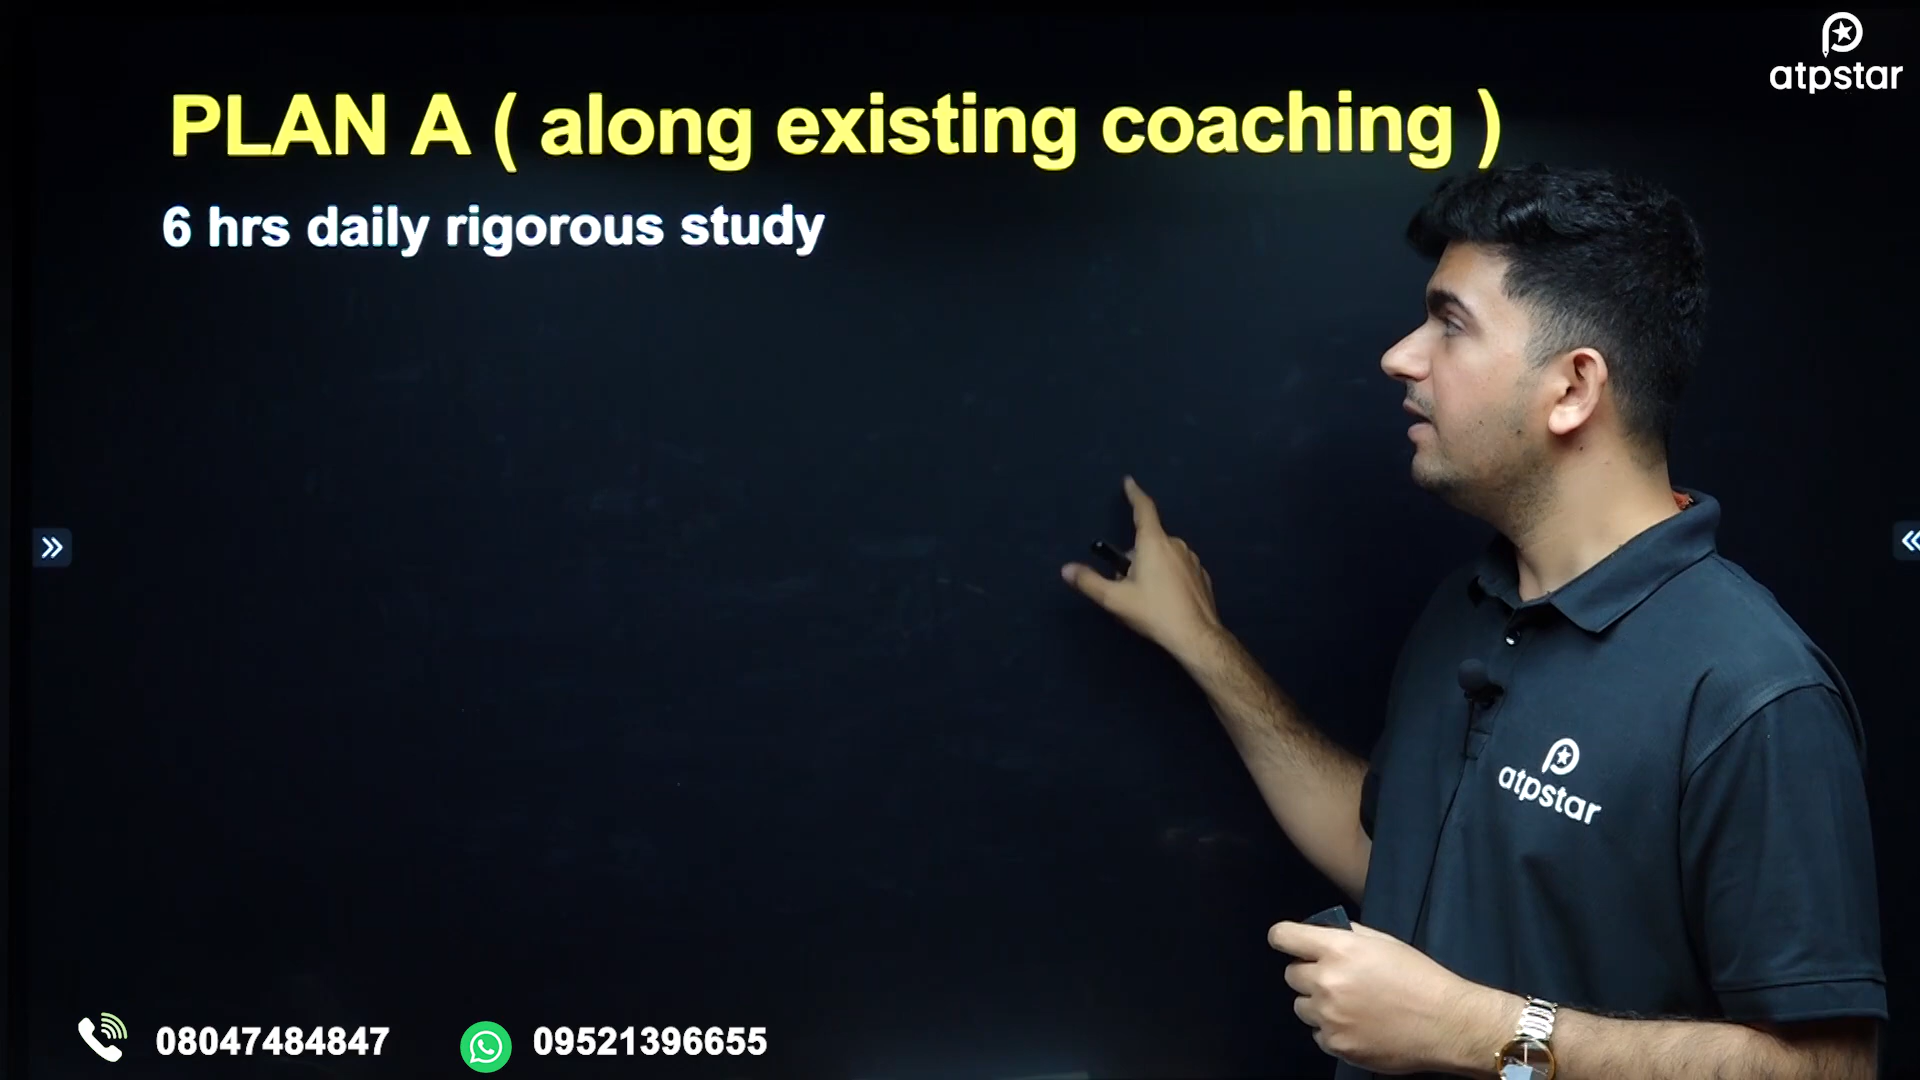 atpstar
PLAN A ( along existing coaching )
6 hrs daily rigorous study
atpstar
08047484847
09521396655